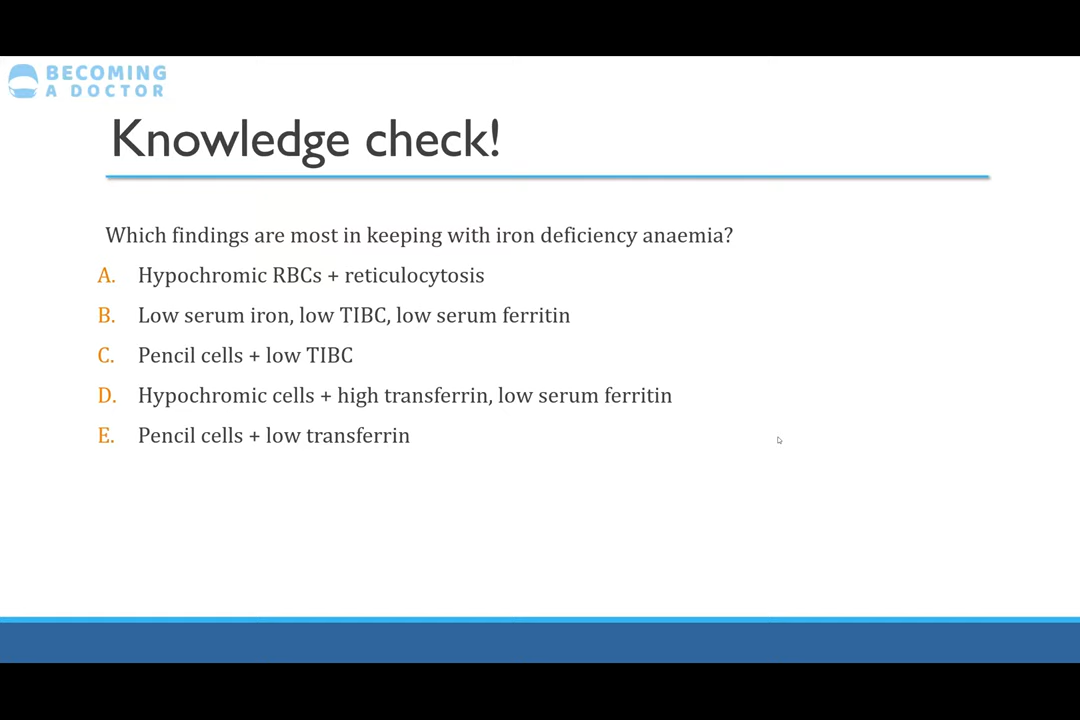 BECOMING
A DOCTOR
Knowledge check!
Which findings are most in keeping with iron deficiency anaemia?
A. Hypochromic RBCs + reticulocytosis
B. Low serum iron, low TIBC, low serum ferritin
C. Pencil cells + low TIBC
D. Hypochromic cells + high transferrin, low serum ferritin
E. Pencil cells + low transferrin